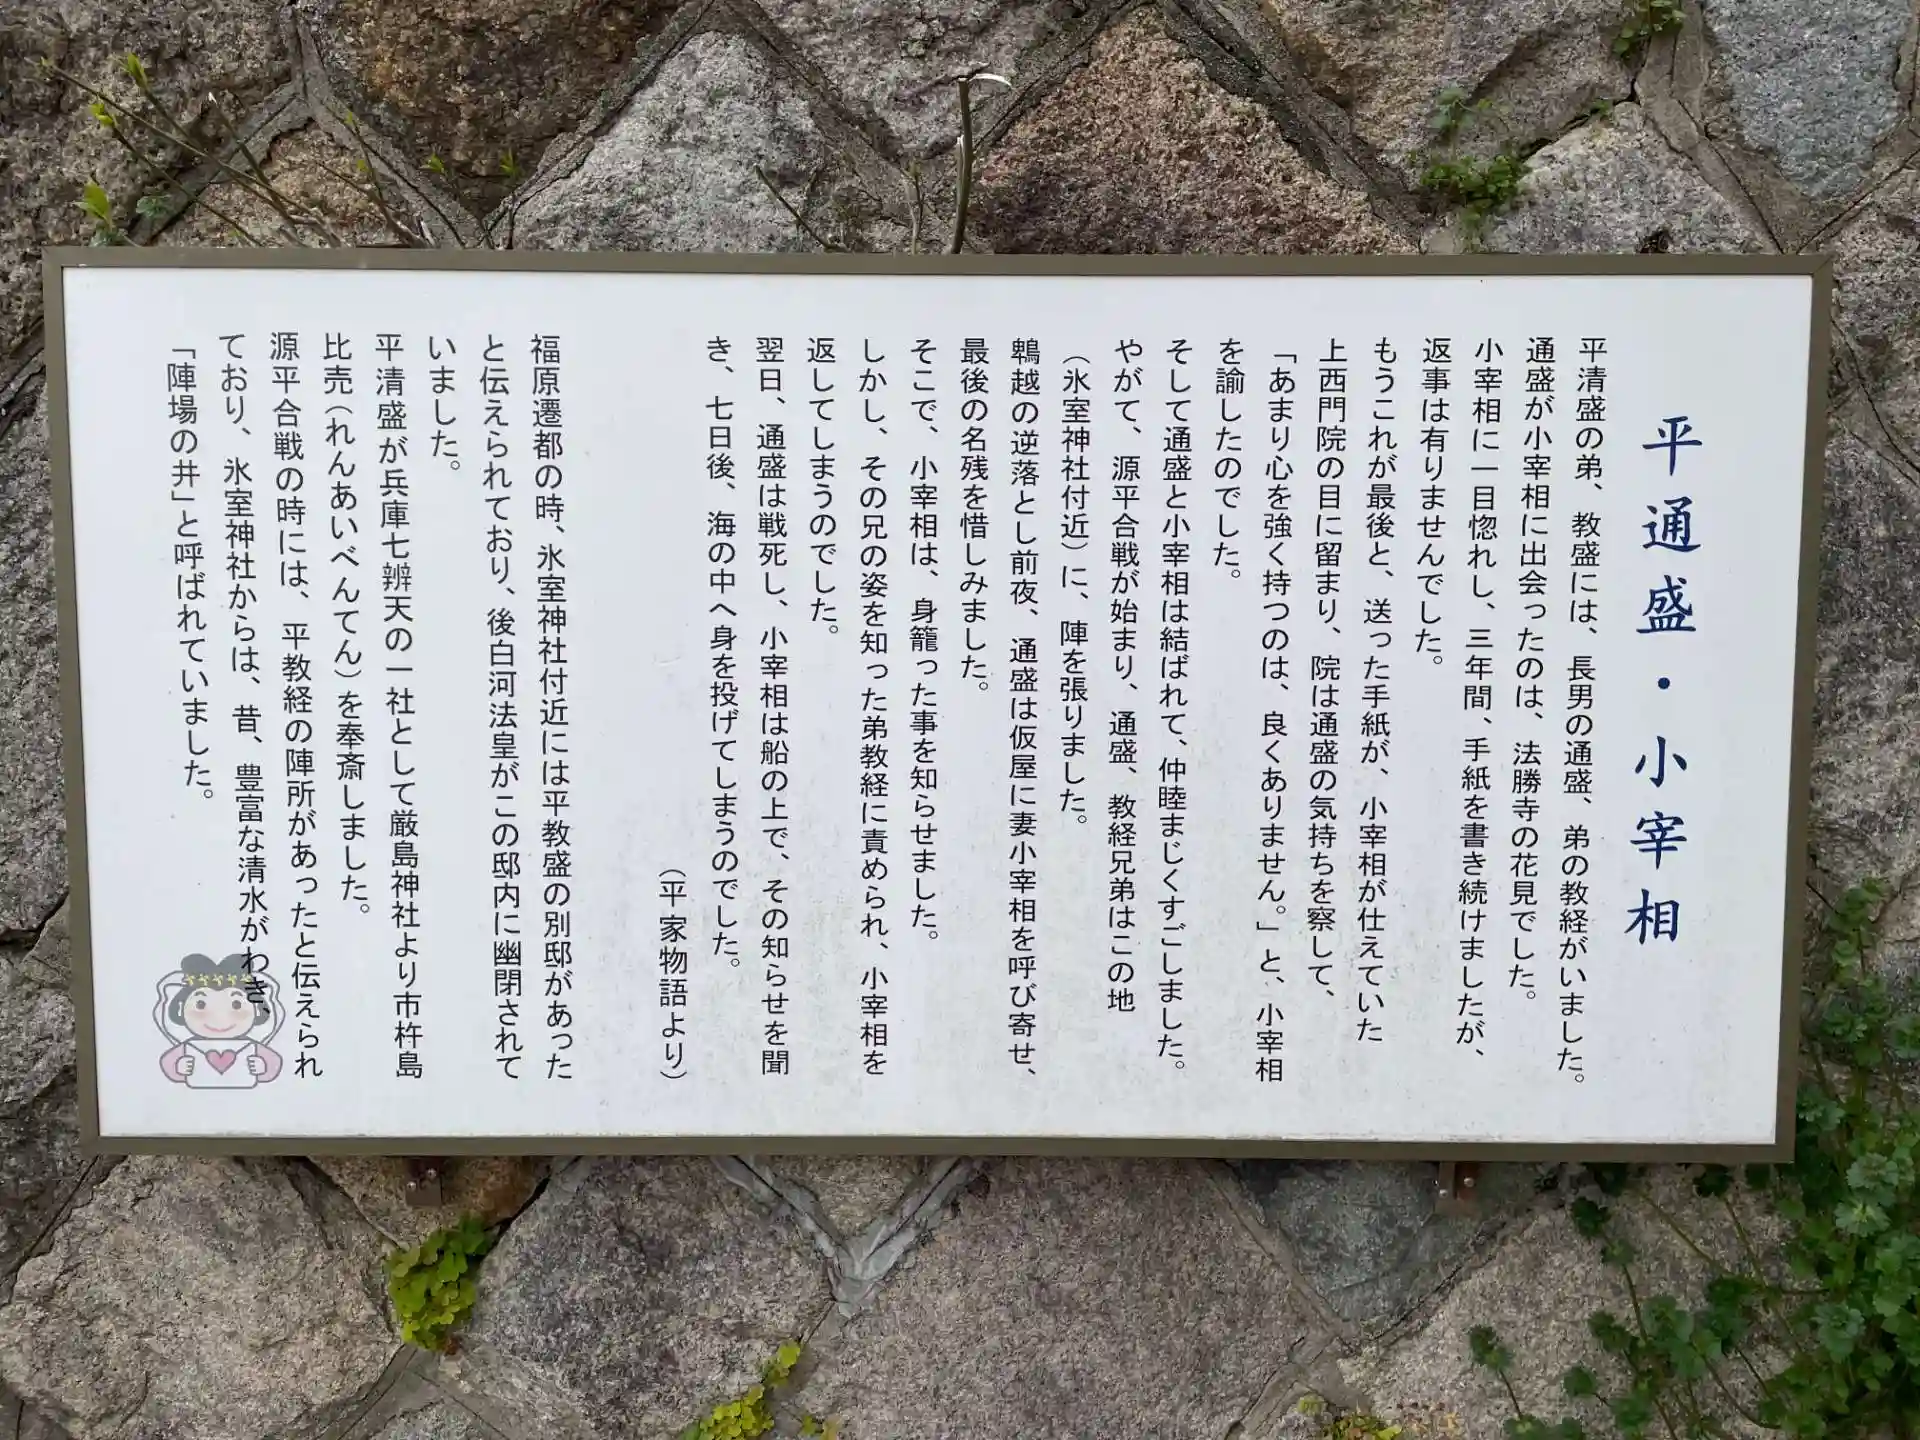 平通盛・小宰相
平清盛の弟、教盛には、長男の通盛、弟の教経がいました。
通盛が小宰相に出会ったのは、法勝寺の花見でした。
小宰相に一目惚れし、三年間、手紙を書き続けましたが、
返事は有りませんでした。
もうこれが最後と、送った手紙が、小宰相が仕えていた
上西門院の目に留まり、院は通盛の気持ちを察して、
「あまり心を強く持つのは、良くありません。」と、小宰相
を諭したのでした。
そして通盛と小宰相は結ばれて、仲睦まじくすごしました。
やがて、源平合戦が始まり、通盛、教経兄弟はこの地
（氷室神社付近）に、陣を張りました。
鵯越の逆落とし前夜、通盛は仮屋に妻小宰相を呼び寄せ、
最後の名残を惜しみました。
そこで、小宰相は、身籠った事を知らせました。
しかし、その兄の姿を知った弟教経に責められ、小宰相を
返してしまうのでした。
翌日、通盛は戦死し、小宰相は船の上で、その知らせを聞
き、七日後、海の中へ身を投げてしまうのでした。
（平家物語より）
福原遷都の時、氷室神社付近には平教盛の別邸があった
と伝えられており、後白河法皇がこの邸内に幽閉されて
いました。
平清盛が兵庫七辨天の一社として厳島神社より市杵島
比売（れんあいべんてん）を奉斎しました。
源平合戦の時には、平教経の陣所があったと伝えられ
ており、氷室神社からは、昔、豊富な清水がわき、
「陣場の井」と呼ばれていました。